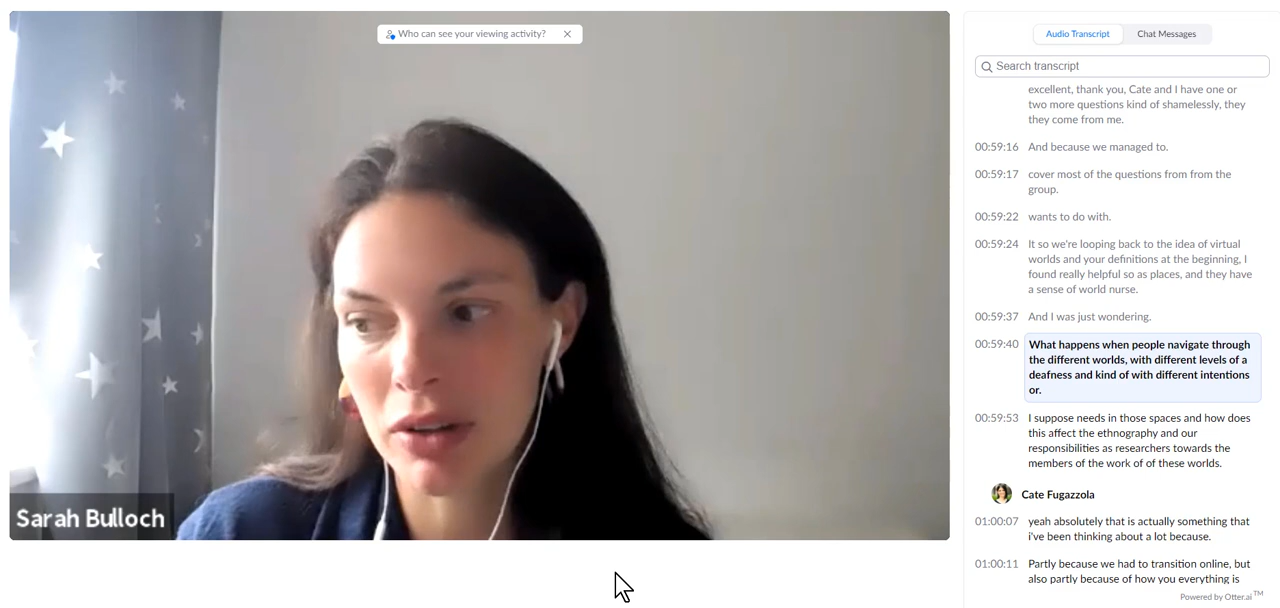 Who can see your viewing activity?
Sarah Bulloch
Audio Transcript
Chat Messages
Search transcript
excellent, thank you, Cate and I have one or
two more questions kind of shamelessly, they
they come from me.
00:59:16 And because we managed to.
00:59:17 cover most of the questions from from the
group.
00:59:22 wants to do with.
00:59:24 It so we're looping back to the idea of virtual
worlds and your definitions at the beginning, I
found really helpful so as places, and they have
a sense of world nurse.
00:59:37 And I was just wondering.
00:59:40 What happens when people navigate through
the different worlds, with different levels of a
deafness and kind of with different intentions
or.
00:59:53 I suppose needs in those spaces and how does
this affect the ethnography and our
responsibilities as researchers towards the
members of the work of of these worlds.
Cate Fugazzola
01:00:07 yeah absolutely that is actually something that
i've been thinking about a lot because.
01:00:11 Partly because we had to transition online, but
also partly because of how you everything is
Powered by Otter.ai TM